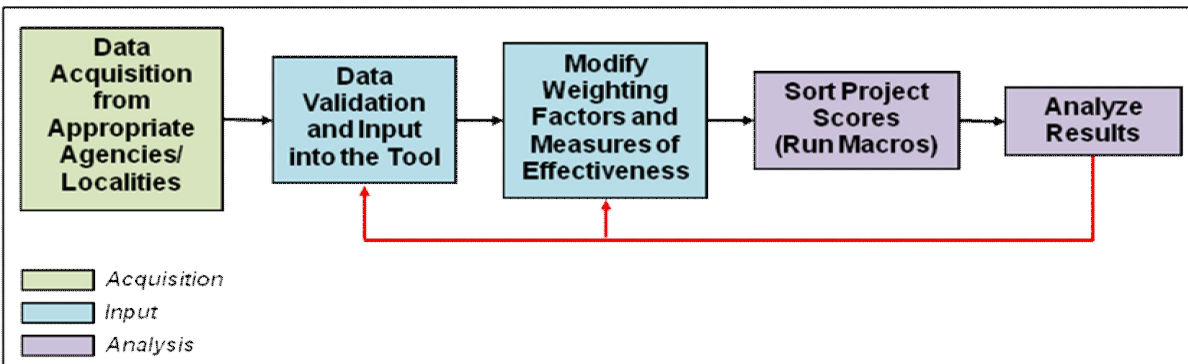 Data
Acquisition
from
Appropriate
Agencies/
Localities
Data
Validation
and Input
into the Tool
Modify
Weighting
Factors and
Measures of
Effectiveness
Sort Project
Scores
(Run Macros)
Analyze
Results
Acquisition
Input
Analysis